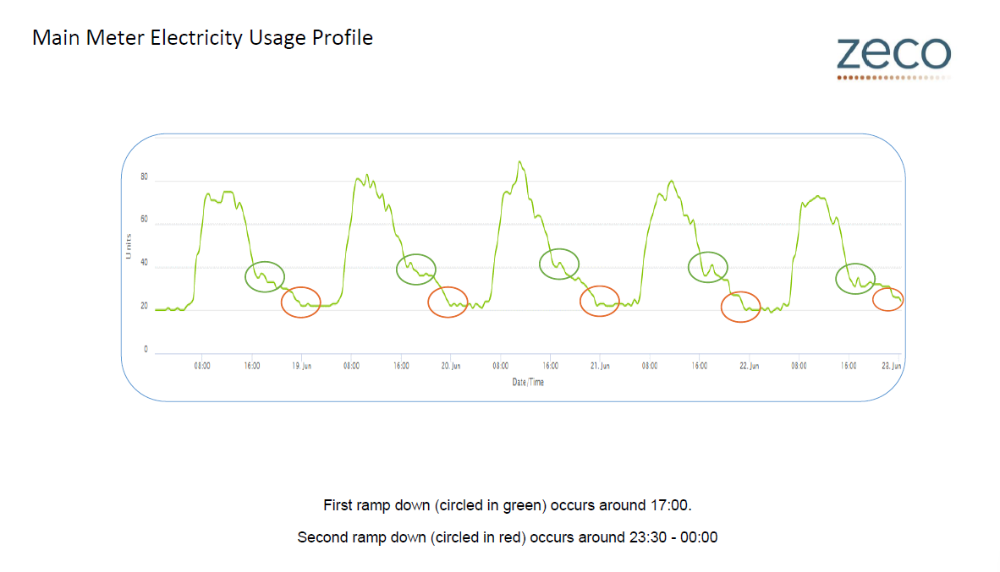 Main Meter Electricity Usage Profile
zeco
80
60
40
20
0
Units
08:00 16:00 19. Jun 08:00 16:00 20. Jun 08:00 16:00 21. Jun 08:00 16:00 22. Jun 08:00 16:00 23. Jun
Date/Time
First ramp down (circled in green) occurs around 17:00.
Second ramp down (circled in red) occurs around 23:30 - 00:00